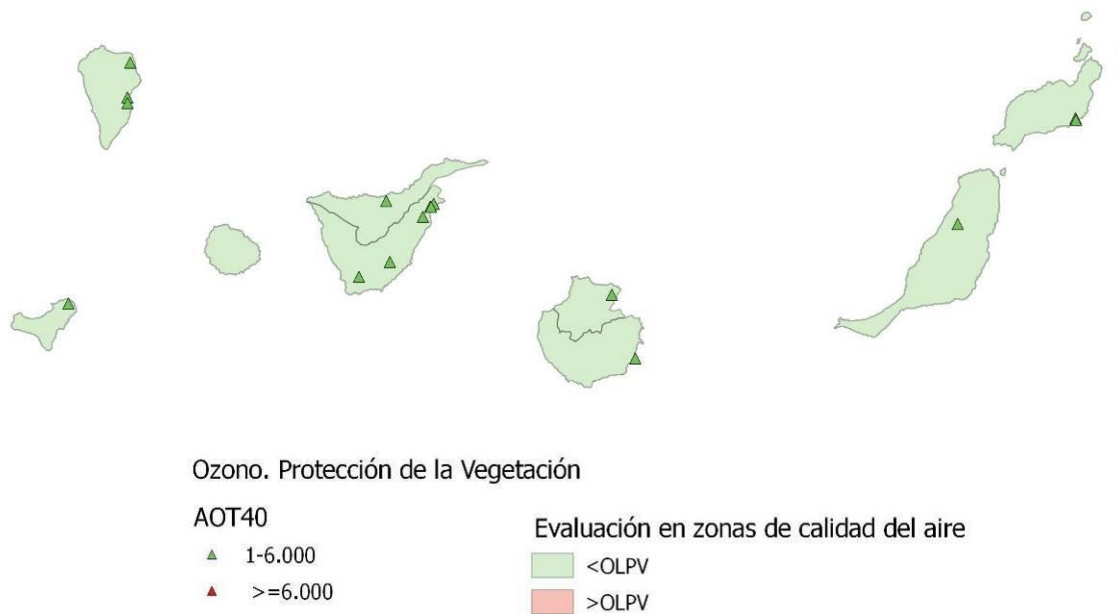 Ozono. Protección de la Vegetación
AOT40
1-6.000
>=6.000
Evaluación en zonas de calidad del aire
<OLPV
>OLPV